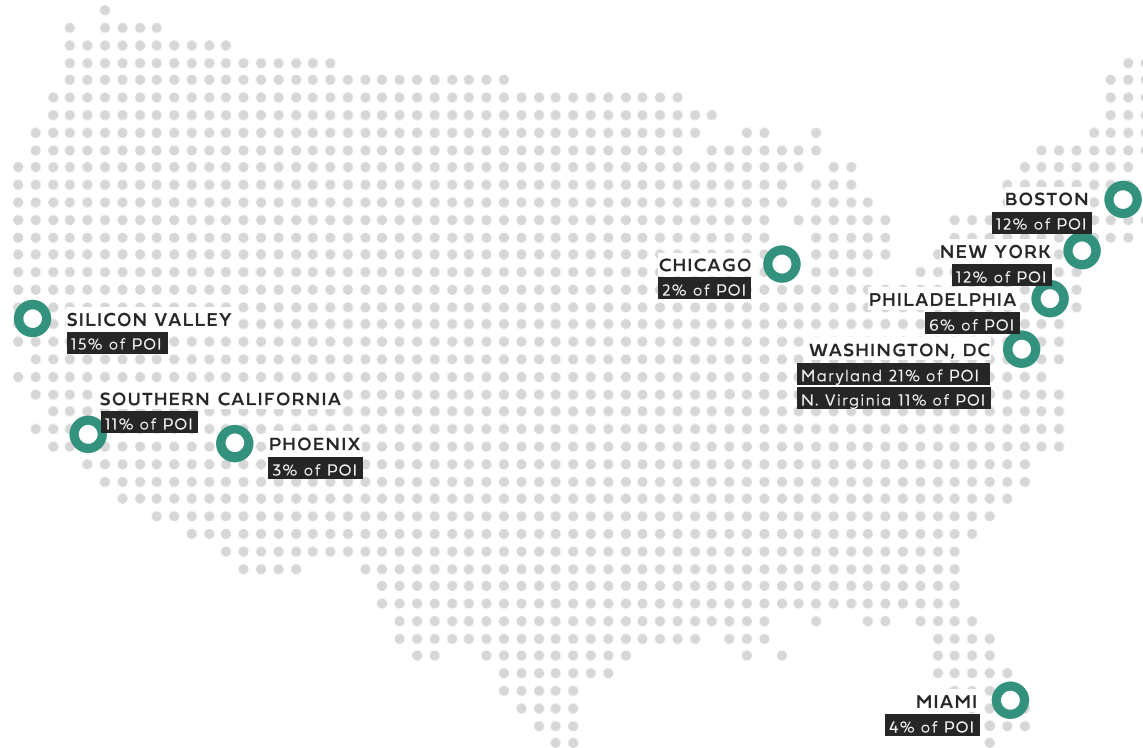 BOSTON
12% of POI
NEW YORK
12% of POI
CHICAGO
2% of POI
PHILADELPHIA
6% of POI
SILICON VALLEY
15% of POI
WASHINGTON, DC
Maryland 21% of POI
N. Virginia 11% of POI
SOUTHERN CALIFORNIA
11% of POI
PHOENIX
3% of POI
MIAMI
4% of POI